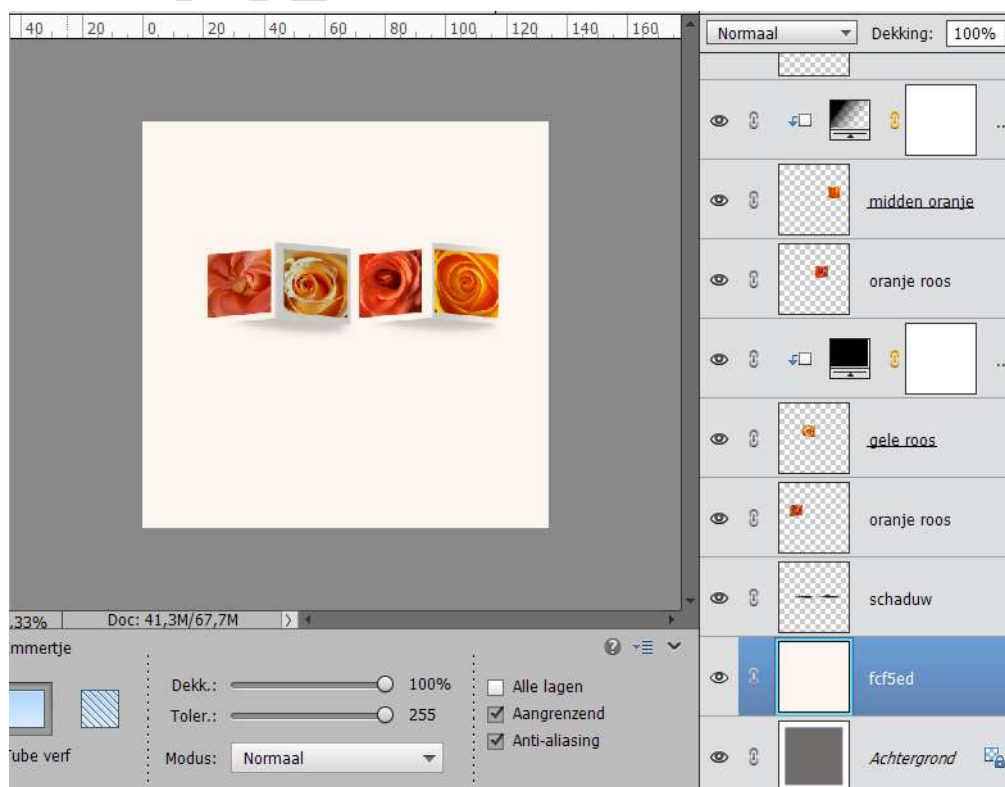 40 20 0 20 40 60 80 100 120 140 160
Normaal Dekking: 100%
..
midden oranje
oranje roos
..
gele roos
oranje roos
schaduw
fcf5ed
Achtergrond
,33% Doc: 41,3M/67,7M
mmertje
Dekk.: 100%
Toler.: 255
Modus: Normaal
Alle lagen
Aangrenzend
Anti-aliasing
Tube verf